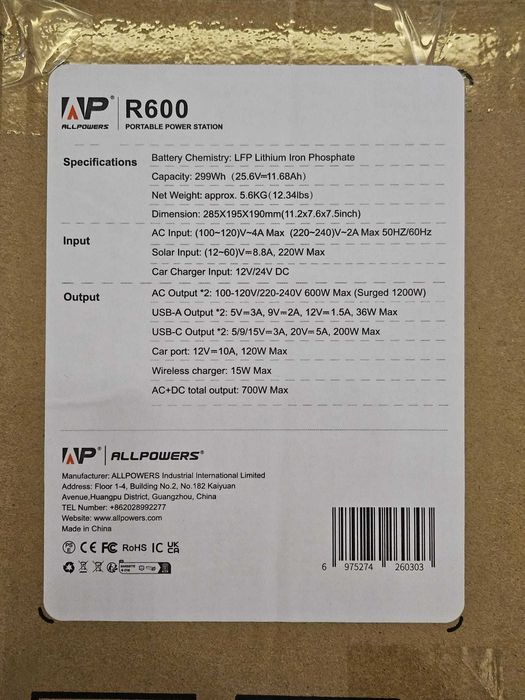 AP®
ALLPOWERS
R600
PORTABLE POWER STATION
Specifications
Battery Chemistry: LFP Lithium Iron Phosphate
Capacity: 299Wh (25.6V⎓11.68Ah)
Net Weight: approx. 5.6KG(12.34lbs)
Dimension: 285X195X190mm(11.2x7.6x7.5inch)
Input
AC Input: (100~120)V~4A Max (220~240)V~2A Max 50HZ/60Hz
Solar Input: (12~60)V⎓8.8A, 220W Max
Car Charger Input: 12V/24V DC
Output
AC Output *2: 100-120V/220-240V 600W Max (Surged 1200W)
USB-A Output *2: 5V⎓3A, 9V⎓2A, 12V⎓1.5A, 36W Max
USB-C Output *2: 5/9/15V⎓3A, 20V⎓5A, 200W Max
Car port: 12V⎓10A, 120W Max
Wireless charger: 15W Max
AC+DC total output: 700W Max
AP® ALLPOWERS®
Manufacturer: ALLPOWERS Industrial International Limited
Address: Floor 1-4, Building No.2, No.182 Kaiyuan
Avenue,Huangpu District, Guangzhou, China
TEL Number: +862028992277
Website: www.allpowers.com
Made in China
CE FC RoHS IC UKCA
6 975274 260303